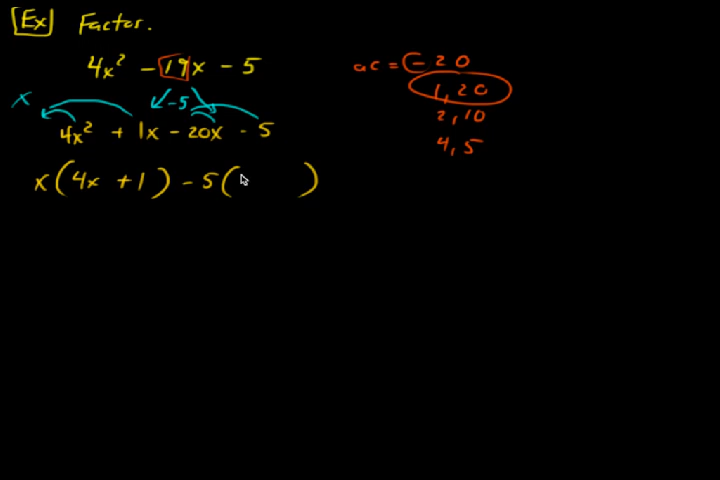 [Ex] Factor.
4x² - 19x - 5
ac = - 20
1, 20
2, 10
4, 5
x
-5
4x² + 1x - 20x - 5
x(4x + 1) - 5( )